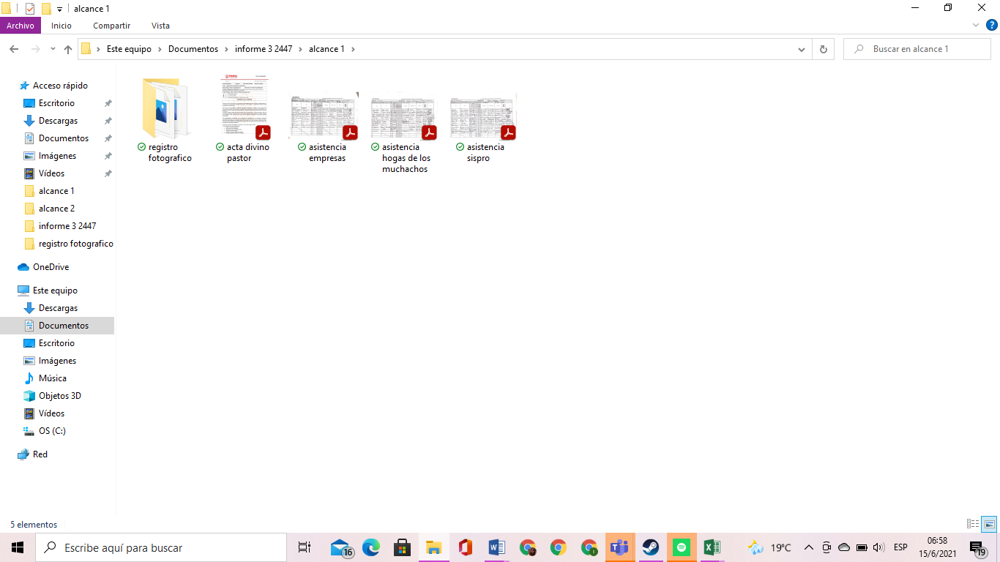 alcance 1
Archivo
Inicio
Compartir
Vista
Este equipo
Documentos
informe 3 2447
alcance 1
Buscar en alcance 1
Acceso rápido
Escritorio
Descargas
Documentos
Imágenes
Vídeos
alcance 1
alcance 2
informe 3 2447
registro fotografico
OneDrive
Este equipo
Descargas
Documentos
Escritorio
Imágenes
Música
Objetos 3D
Vídeos
OS (C:)
Red
registro
fotografico
acta divino
pastor
asistencia
empresas
asistencia
hogas de los
muchachos
asistencia
sispro
5 elementos
Escribe aquí para buscar
16
19°C
ESP
06:58
15/6/2021
19